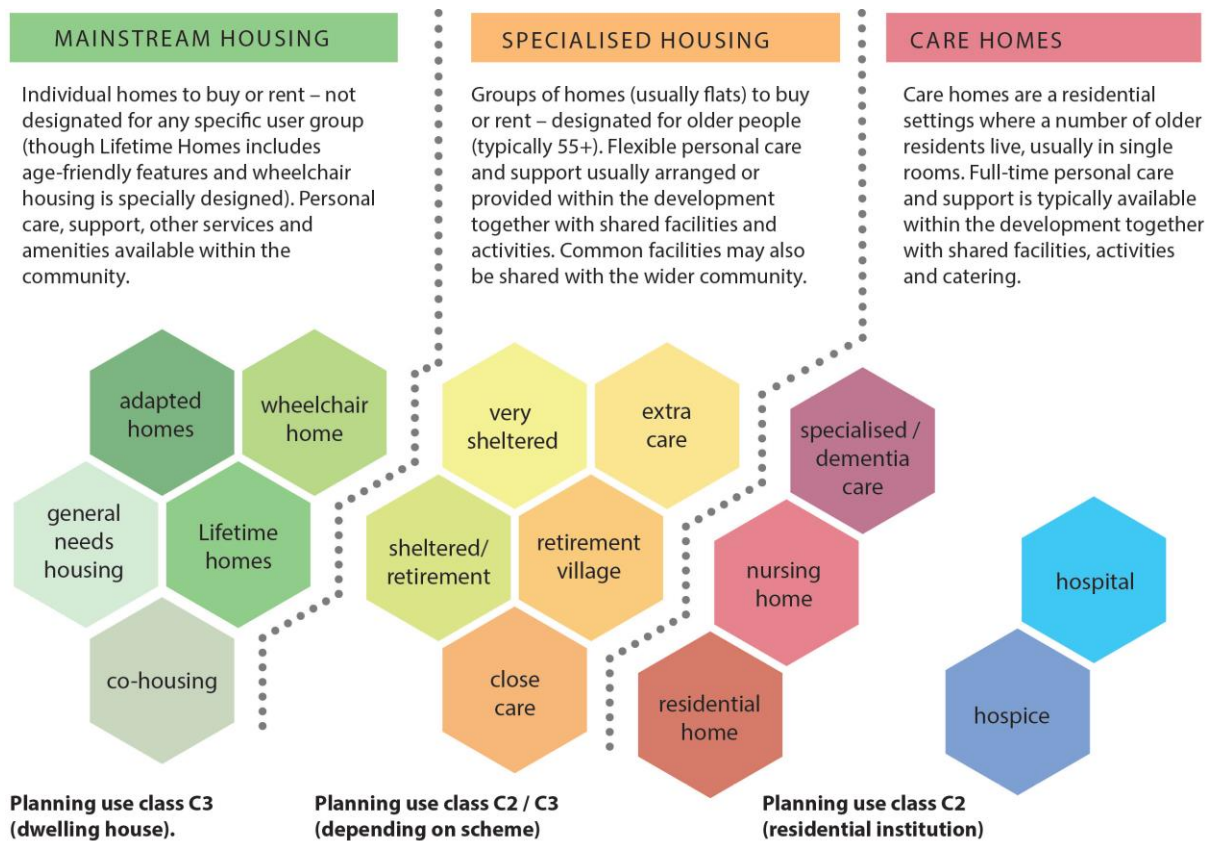 MAINSTREAM HOUSING
Individual homes to buy or rent – not
designated for any specific user group
(though Lifetime Homes includes
age-friendly features and wheelchair
housing is specially designed). Personal
care, support, other services and
amenities available within the
community.
SPECIALISED HOUSING
Groups of homes (usually flats) to buy
or rent – designated for older people
(typically 55+). Flexible personal care
and support usually arranged or
provided within the development
together with shared facilities and
activities. Common facilities may also
be shared with the wider community.
CARE HOMES
Care homes are a residential
settings where a number of older
residents live, usually in single
rooms. Full-time personal care
and support is typically available
within the development together
with shared facilities, activities
and catering.
adapted
homes
wheelchair
home
general
needs
housing
Lifetime
homes
co-housing
very
sheltered
extra
care
sheltered/
retirement
retirement
village
close
care
specialised /
dementia
care
nursing
home
residential
home
hospital
hospice
Planning use class C3
(dwelling house).
Planning use class C2 / C3
(depending on scheme)
Planning use class C2
(residential institution)